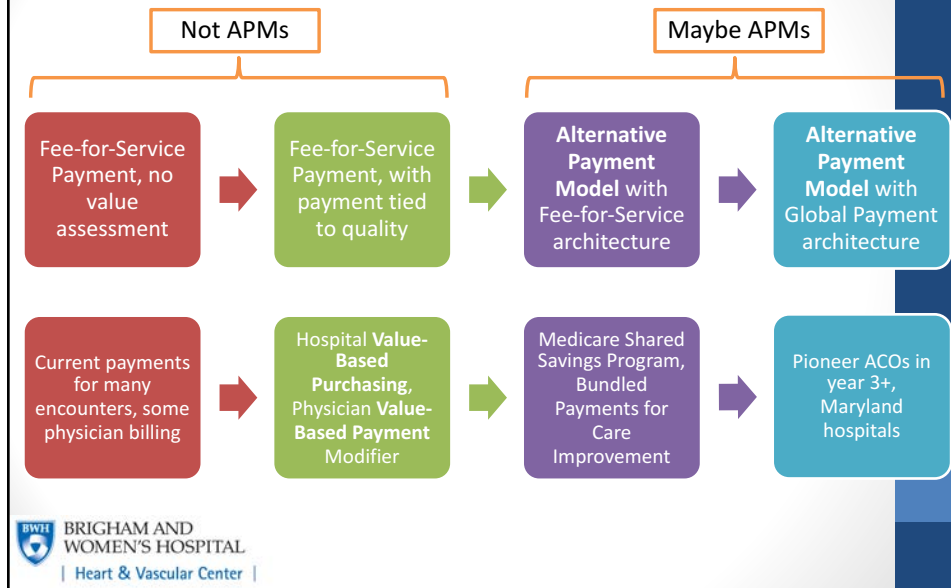 Not APMs
Maybe APMs
Fee-for-Service
Payment, no
value
assessment
Fee-for-Service
Payment, with
payment tied
to quality
Alternative
Payment
Model with
Fee-for-Service
architecture
Alternative
Payment
Model with
Global Payment
architecture
Current payments
for many
encounters, some
physician billing
Hospital Value-
Based
Purchasing,
Physician Value-
Based Payment
Modifier
Medicare Shared
Savings Program,
Bundled
Payments for
Care
Improvement
Pioneer ACOs in
year 3+,
Maryland
hospitals
BWH
BRIGHAM AND
WOMEN'S HOSPITAL
| Heart & Vascular Center |